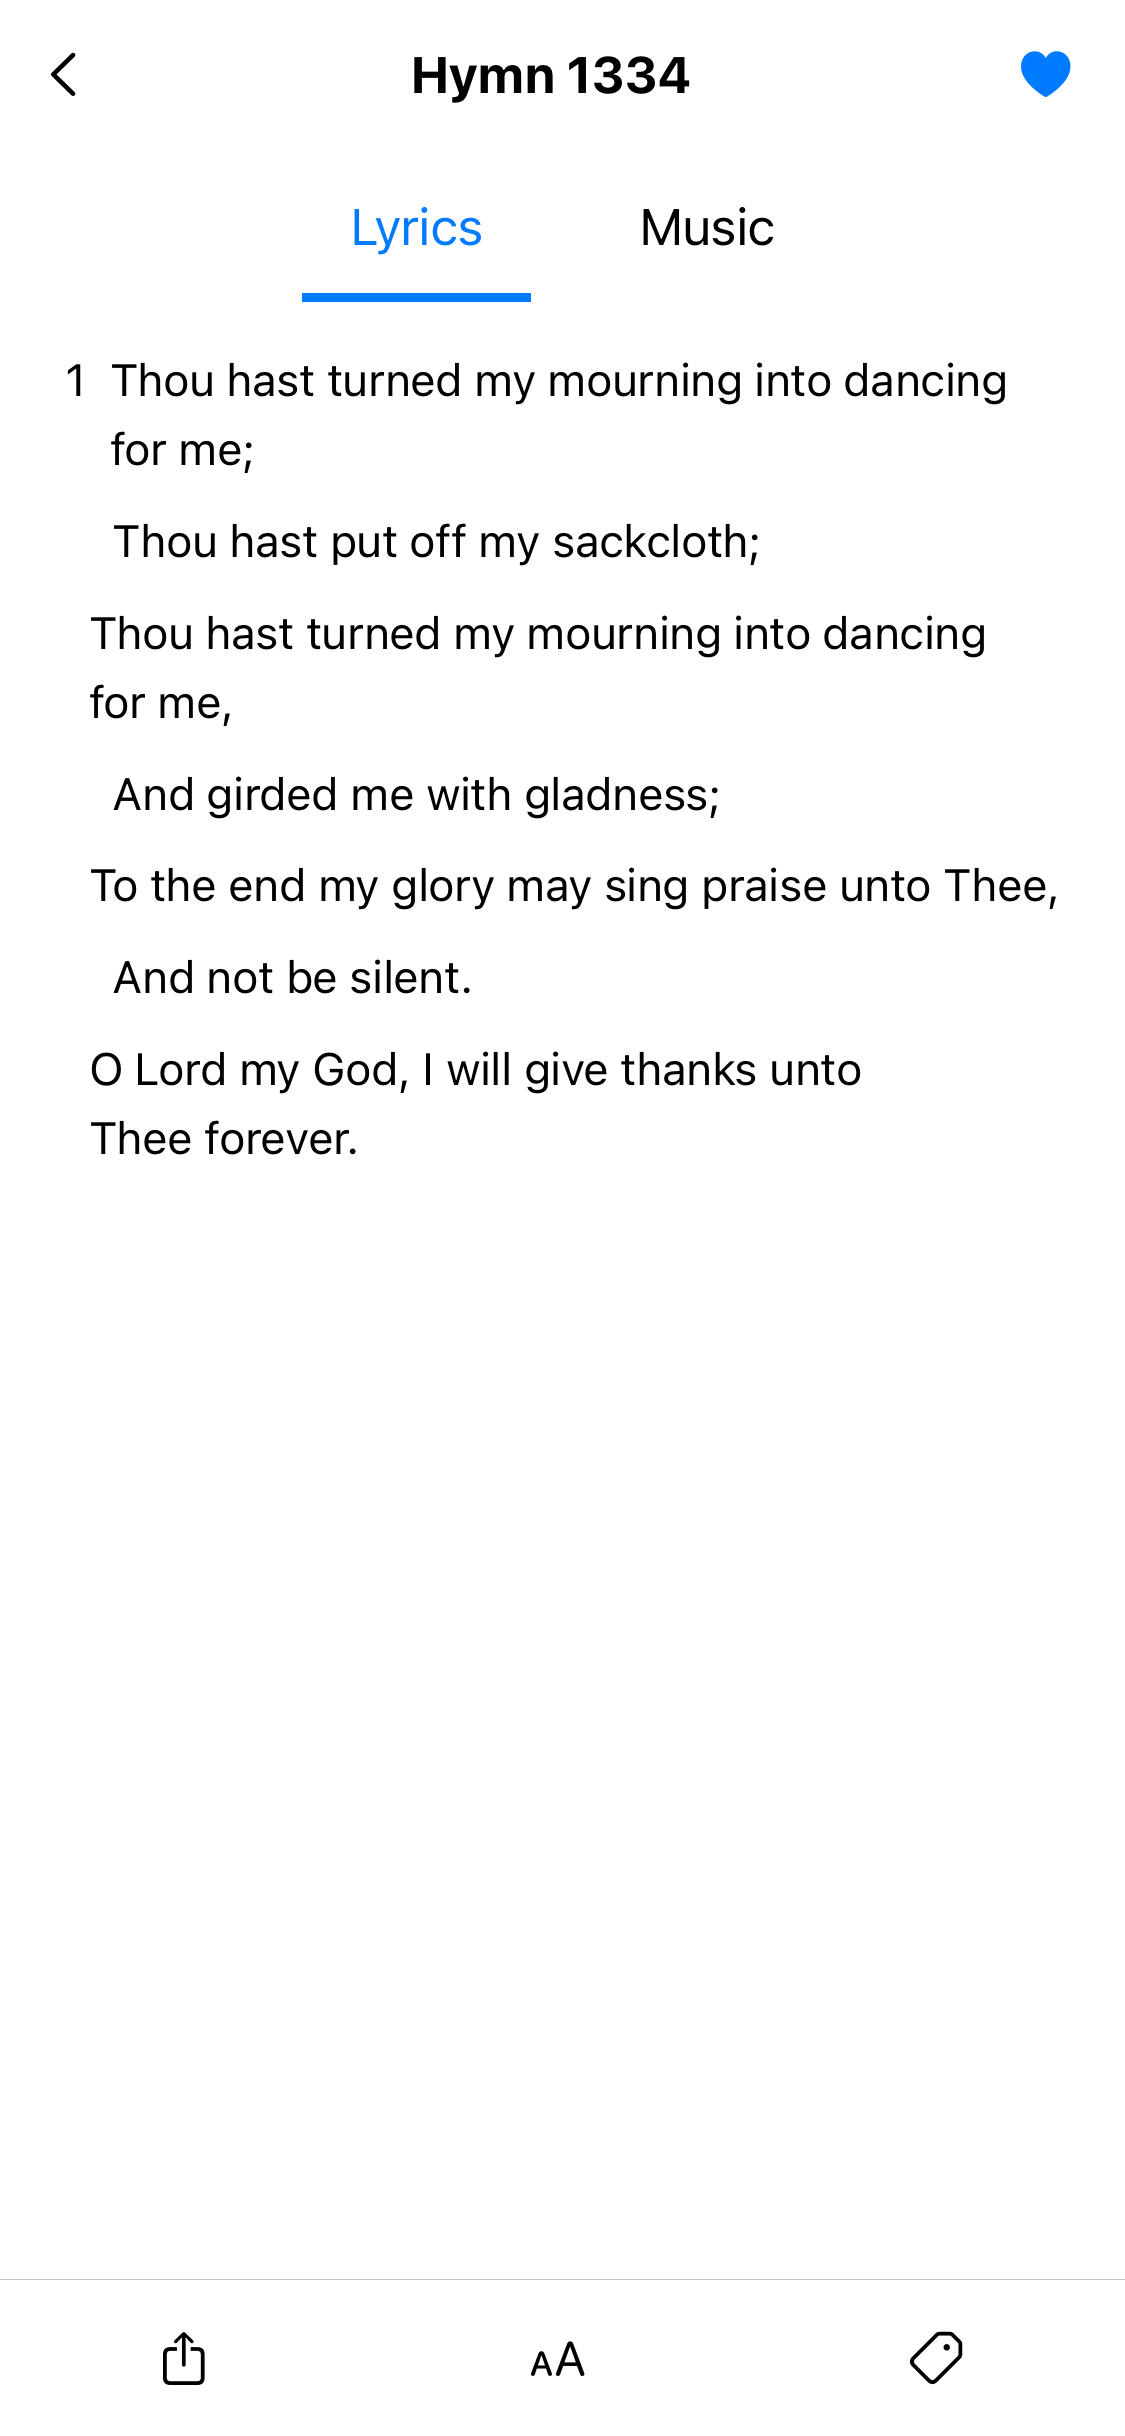 Hymn 1334
Lyrics Music
1 Thou hast turned my mourning into dancing
for me;
Thou hast put off my sackcloth;
Thou hast turned my mourning into dancing
for me,
And girded me with gladness;
To the end my glory may sing praise unto Thee,
And not be silent.
O Lord my God, I will give thanks unto
Thee forever.
AA